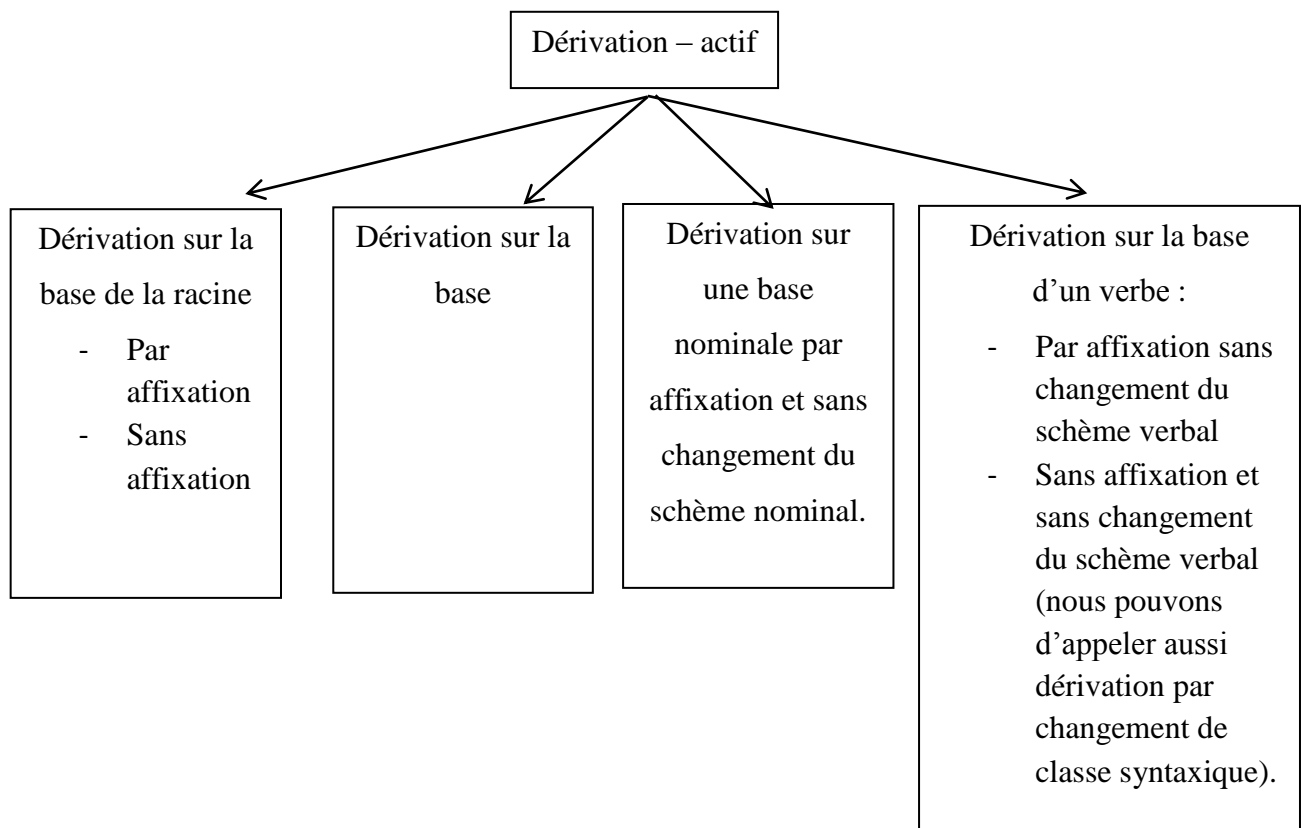 Dérivation – actif
Dérivation sur la
base de la racine
- Par
affixation
- Sans
affixation
Dérivation sur la
base
Dérivation sur
une base
nominale par
affixation et sans
changement du
schème nominal.
Dérivation sur la base
d’un verbe :
- Par affixation sans
changement du
schème verbal
- Sans affixation et
sans changement
du schème verbal
(nous pouvons
d’appeler aussi
dérivation par
changement de
classe syntaxique).